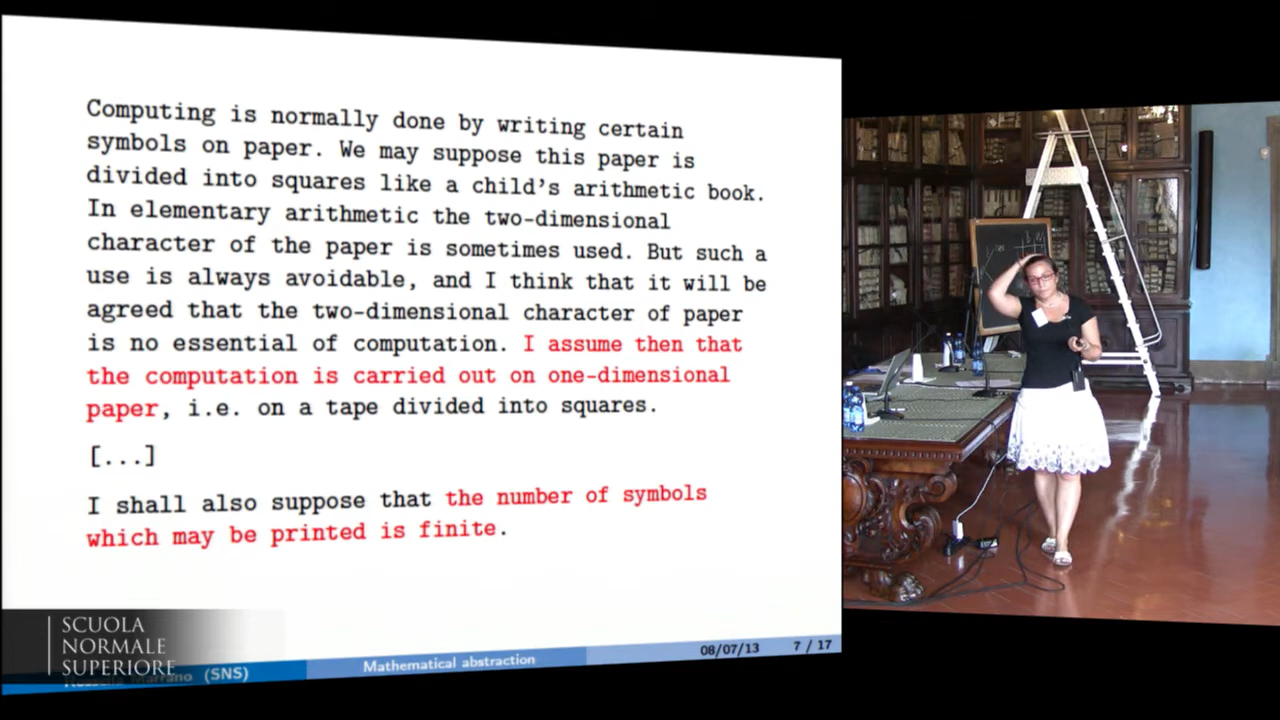 Computing is normally done by writing certain
symbols on paper. We may suppose this paper is
divided into squares like a child's arithmetic book.
In elementary arithmetic the two-dimensional
character of the paper is sometimes used. But such a
use is always avoidable, and I think that it will be
agreed that the two-dimensional character of paper
is no essential of computation. I assume then that
the computation is carried out on one-dimensional
paper, i.e. on a tape divided into squares.
[...]
I shall also suppose that the number of symbols
which may be printed is finite.
SCUOLA
NORMALE
SUPERIORE
Marrano (SNS)
Mathematical abstraction
08/07/13
7 / 17